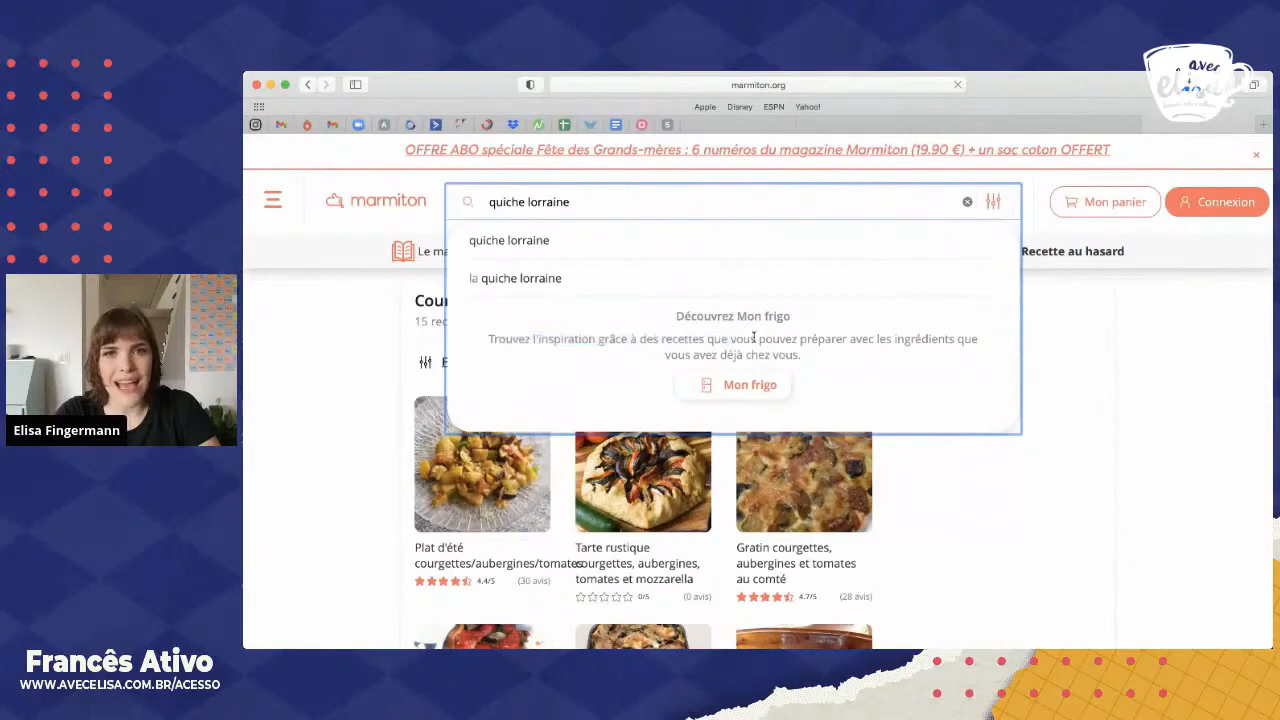 avec
elisa
marmiton.org
Apple Disney ESPN Yahoo!
OFFRE ABO spéciale Fête des Grands-mères : 6 numéros du magazine Marmiton (19.90 €) + un sac coton OFFERT
marmiton
quiche lorraine
Mon panier
Connexion
quiche lorraine
Recette au hasard
la quiche lorraine
Découvrez Mon frigo
Trouvez l'inspiration grâce à des recettes que vous pouvez préparer avec les ingrédients que
vous avez déjà chez vous.
Mon frigo
Elisa Fingermann
Plat d'été
courgettes/aubergines/tomates
4.4/5 (30 avis)
Tarte rustique
courgettes, aubergines,
tomates et mozzarella
0/5 (0 avis)
Gratin courgettes,
aubergines et tomates
au comté
4.7/5 (28 avis)
Francês Ativo
WWW.AVECELISA.COM.BR/ACESSO